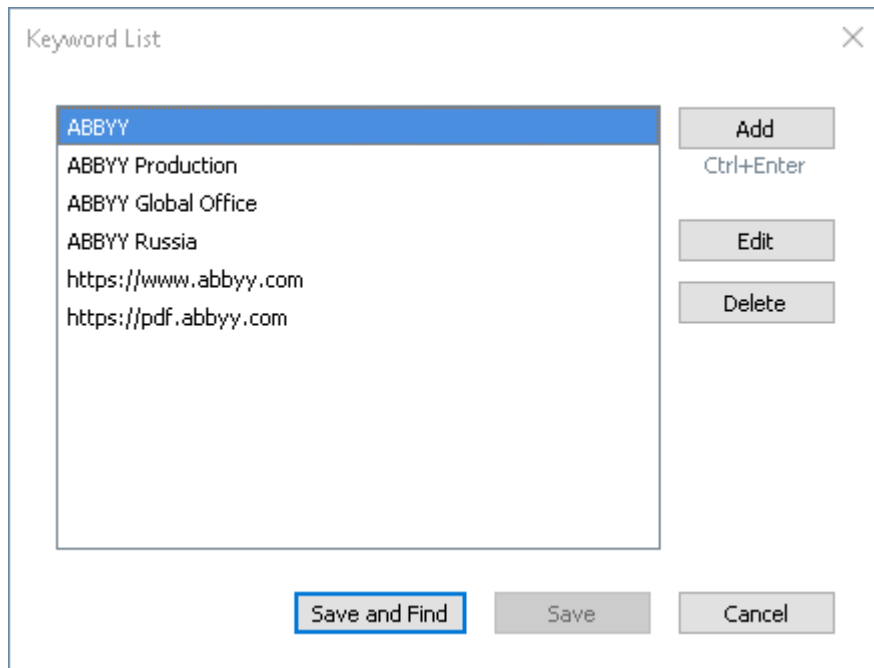 Keyword List
ABBYY
ABBYY Production
ABBYY Global Office
ABBYY Russia
https://www.abbyy.com
https://pdf.abbyy.com
Add
Ctrl+Enter
Edit
Delete
Save and Find
Save
Cancel